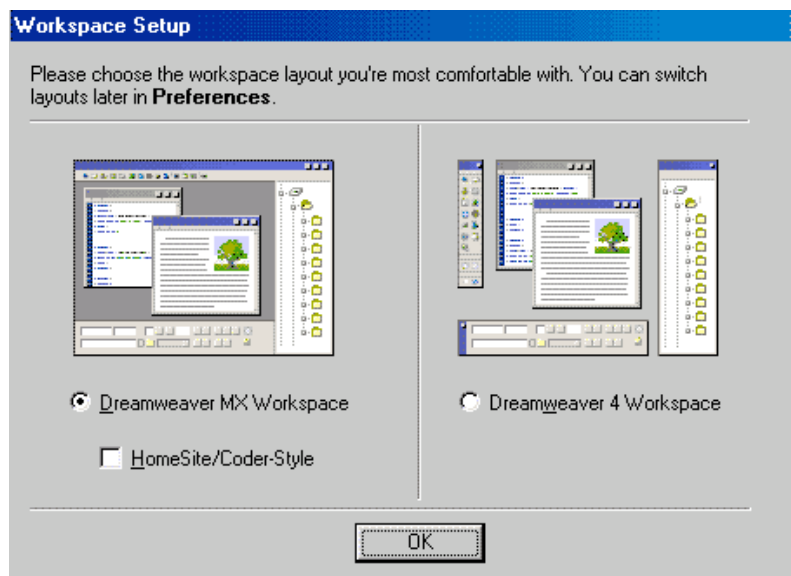 Workspace Setup
Please choose the workspace layout you're most comfortable with. You can switch
layouts later in Preferences.
Dreamweaver MX Workspace
Dreamweaver 4 Workspace
HomeSite/Coder-Style
OK